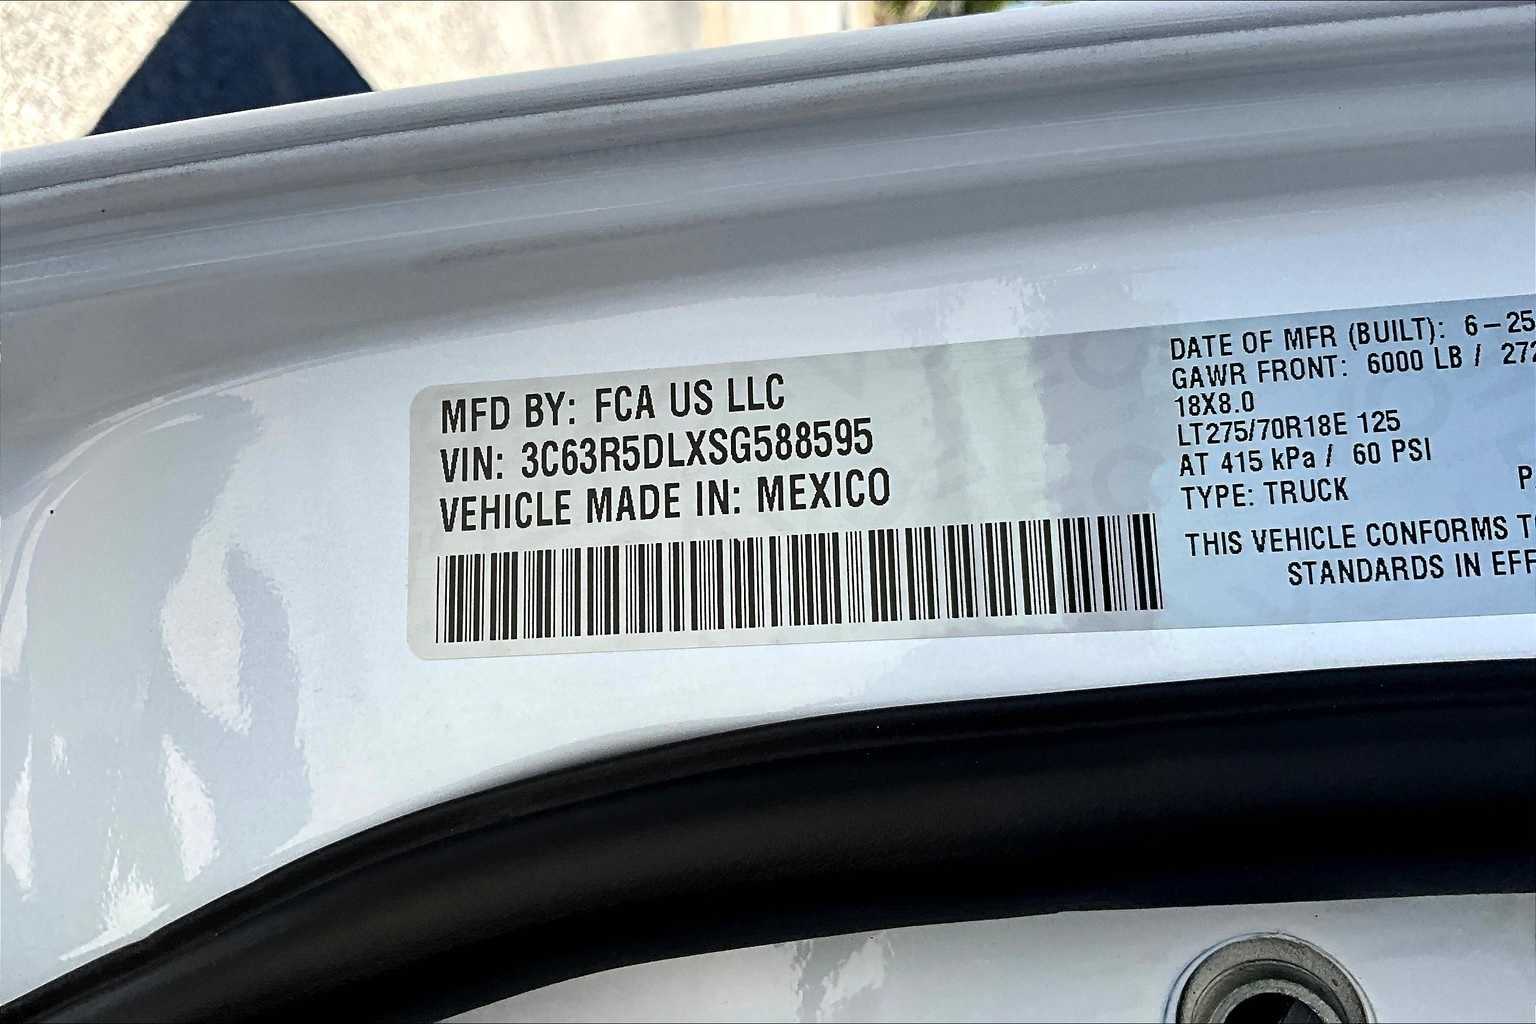 MFD BY: FCA US LLC
VIN: 3C63R5DLXSG588595
VEHICLE MADE IN: MEXICO
DATE OF MFR (BUILT): 6-25
GAWR FRONT: 6000 LB / 272
18X8.0
LT275/70R18E 125
AT 415 kPa / 60 PSI
TYPE: TRUCK
THIS VEHICLE CONFORMS
STANDARDS IN